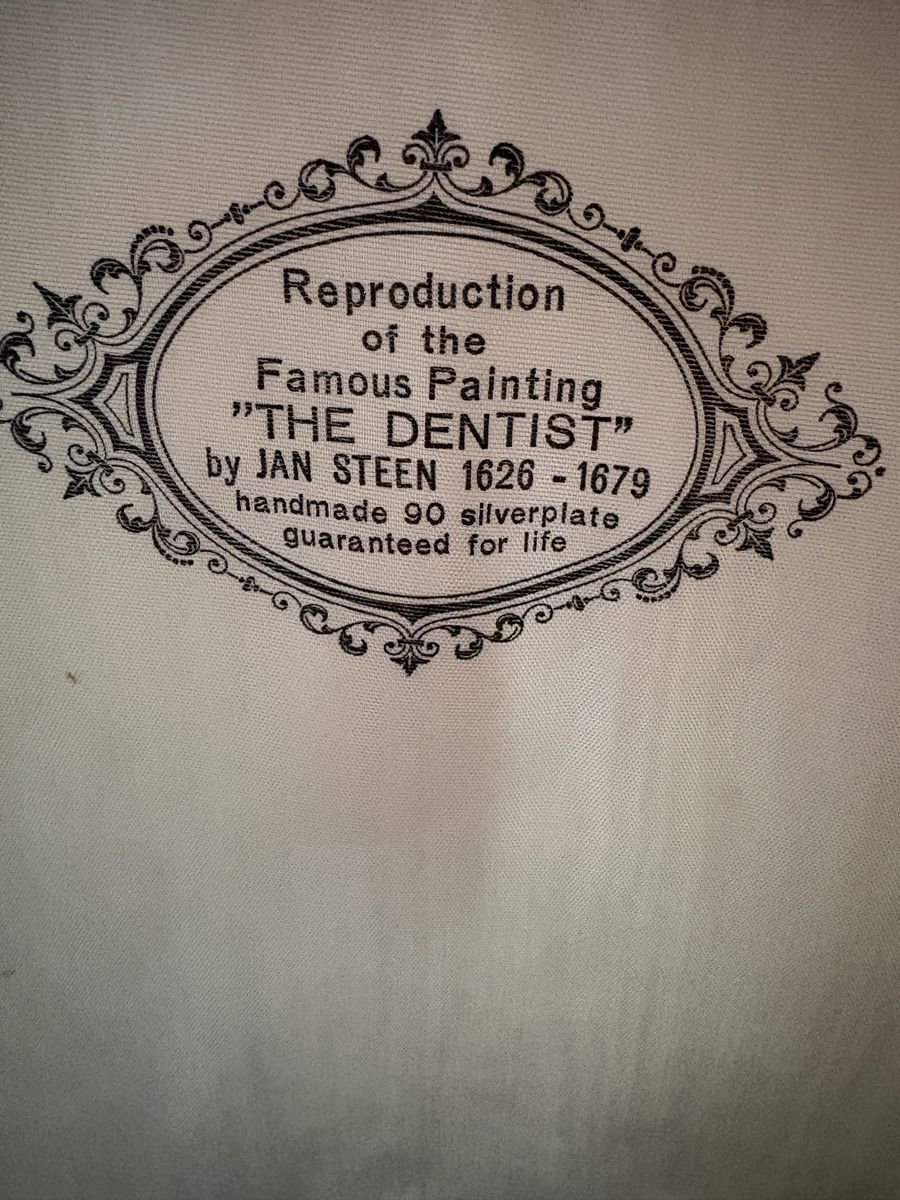 Reproduction
of the
Famous Painting
”THE DENTIST”
by JAN STEEN 1626 - 1679
handmade 90 silverplate
guaranteed for life